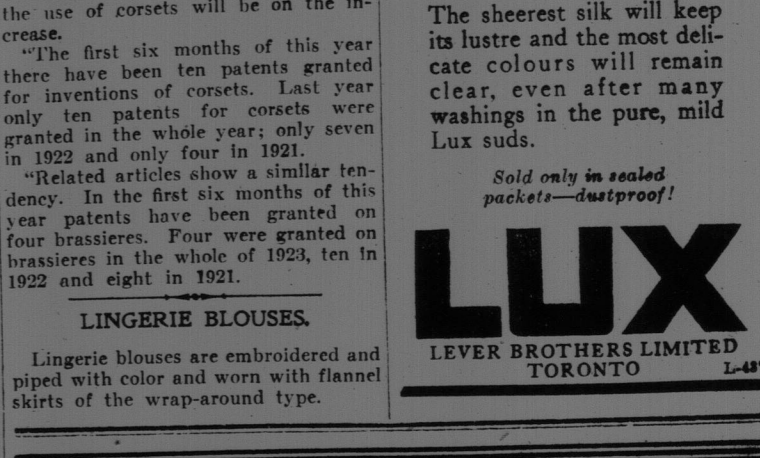 the use of corsets will be on the in-
crease.
"The first six months of this year
there have been ten patents granted
for inventions of corsets. Last year
only ten patents for corsets were
granted in the whole year; only seven
in 1922 and only four in 1921.
"Related articles show a similar ten-
dency. In the first six months of this
year patents have been granted on
four brassieres. Four were granted on
brassieres in the whole of 1923, ten in
1922 and eight in 1921.
LINGERIE BLOUSES.
Lingerie blouses are embroidered and
piped with color and worn with flannel
skirts of the wrap-around type.
The sheerest silk will keep
its lustre and the most deli-
cate colours will remain
clear, even after many
washings in the pure, mild
Lux suds.
Sold only in sealed
packets—dustproof!
LUX
LEVER BROTHERS LIMITED
TORONTO